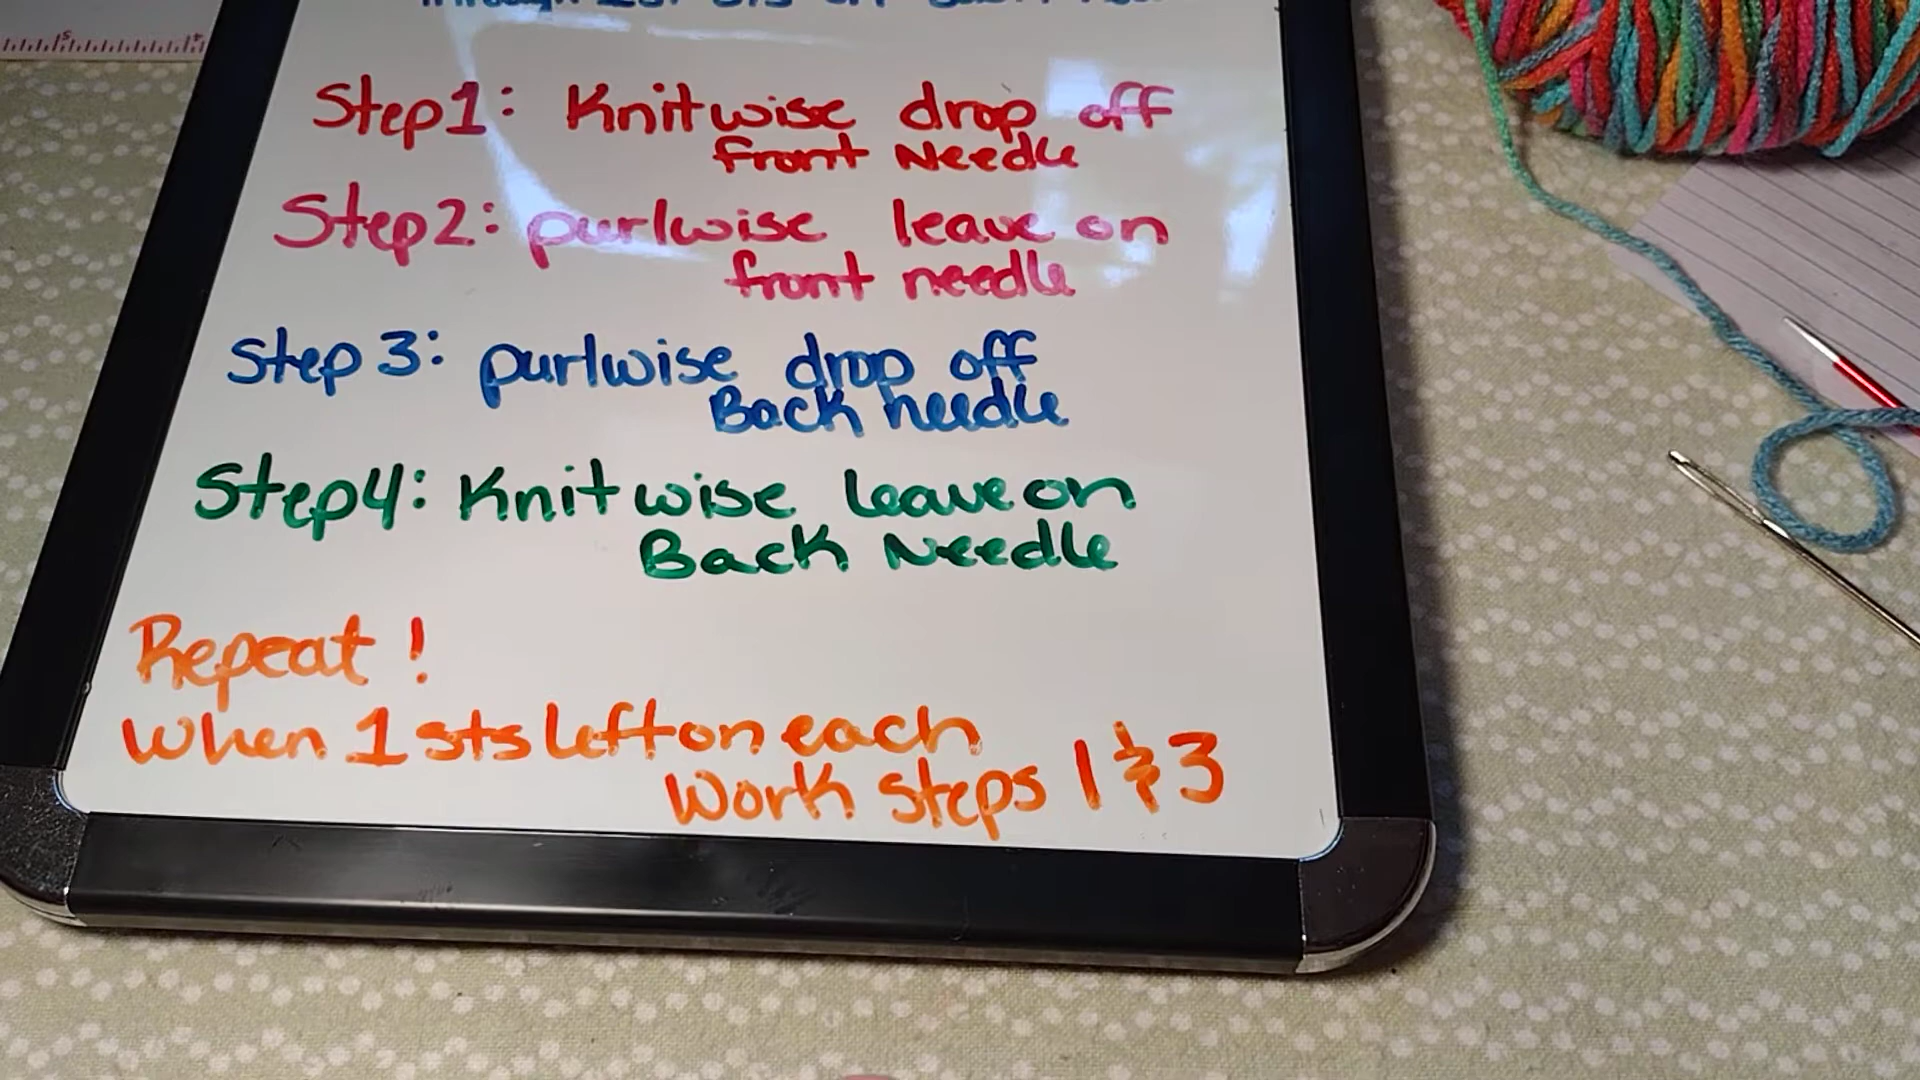 through
Step1: Knitwise drop off
front Needle
Step2: purlwise leave on
front needle
Step 3: purlwise drop off
Back needle
Step4: Knitwise leave on
Back Needle
Repeat!
When 1 sts left on each
Work steps 1 & 3